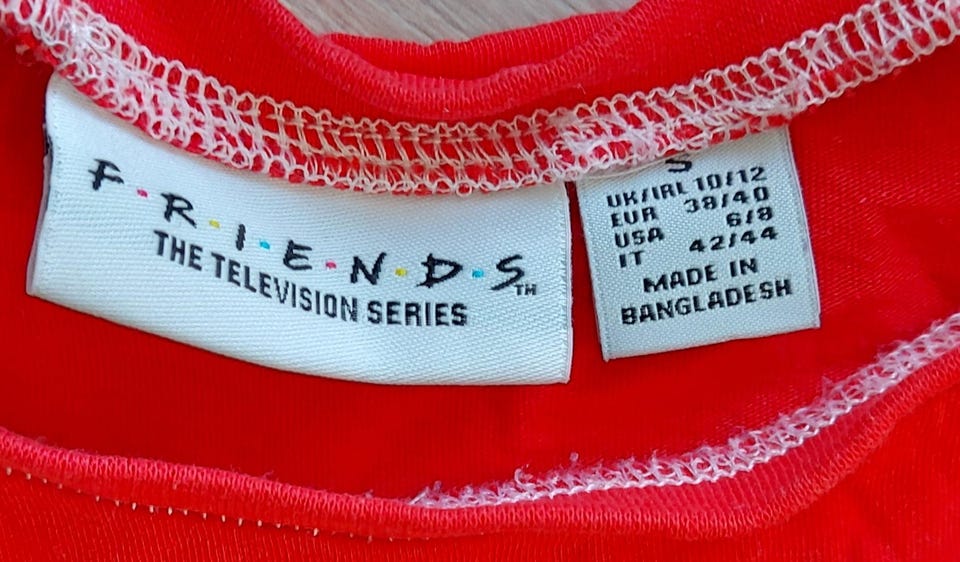 F·R·I·E·N·D·S™
THE TELEVISION SERIES
S
UK/IRL 10/12
EUR 38/40
USA 6/8
IT 42/44
MADE IN
BANGLADESH